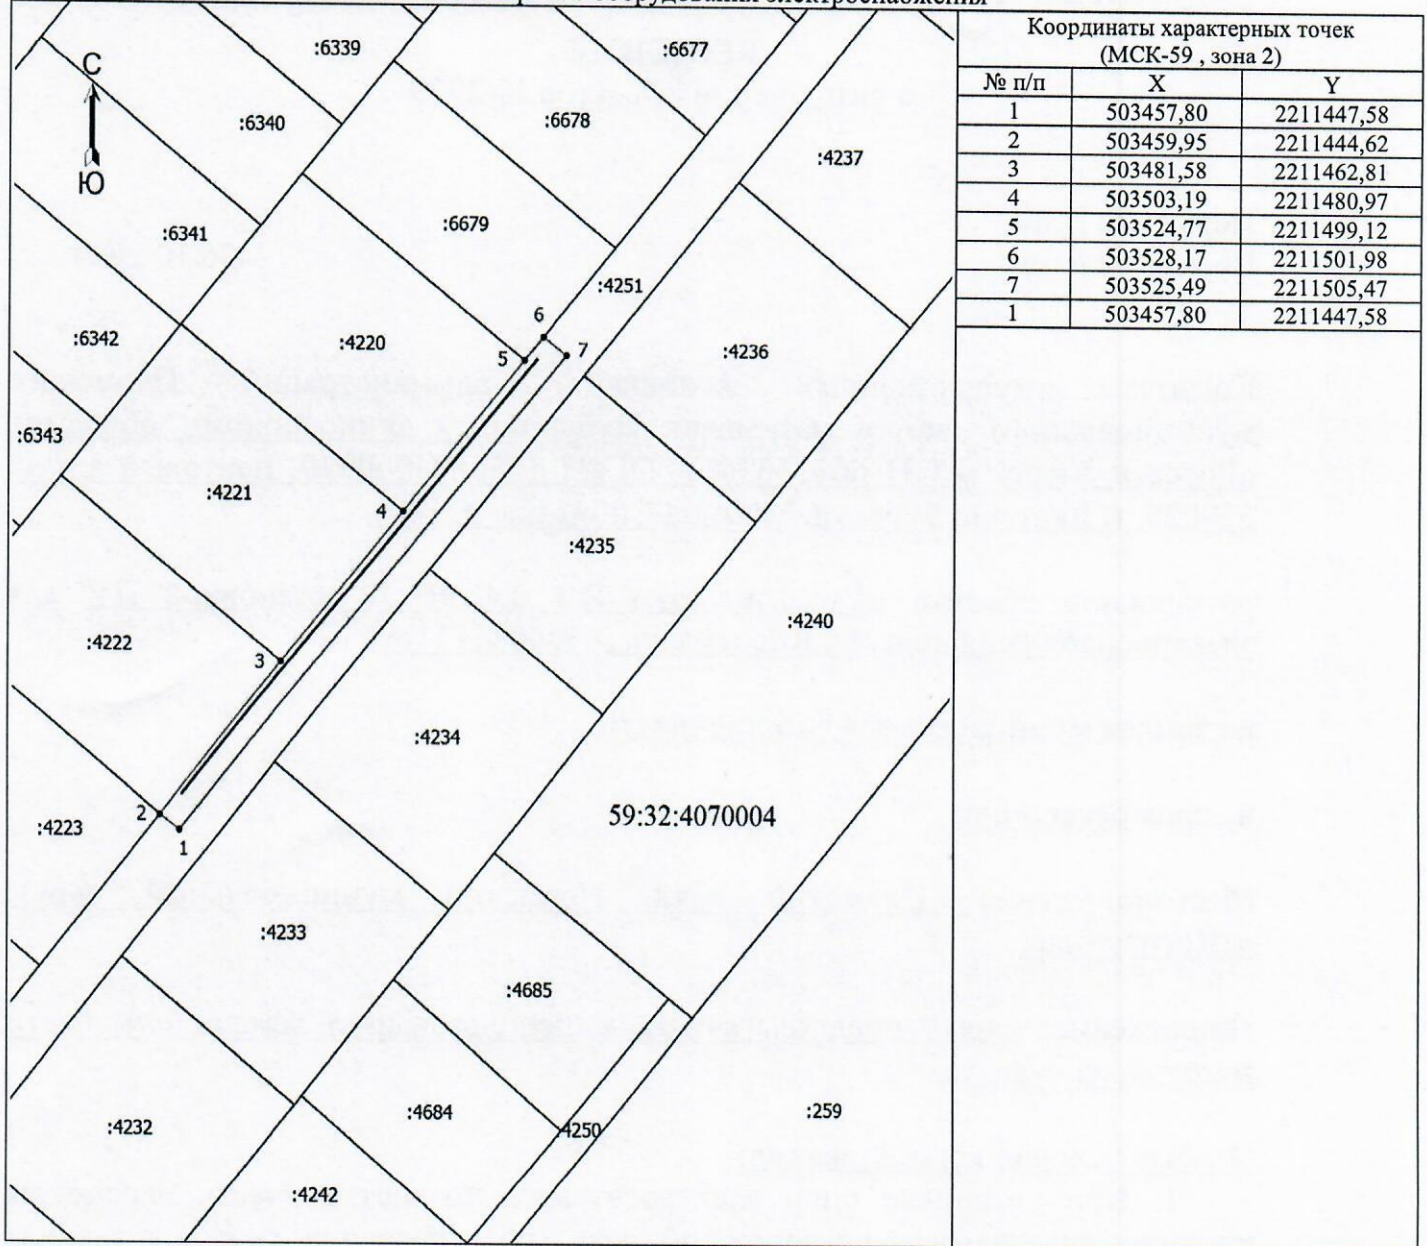 оборудования электроснабжены
Координаты характерных точек
(МСК-59 , зона 2)
№ п/п X Y
1 503457,80 2211447,58
2 503459,95 2211444,62
3 503481,58 2211462,81
4 503503,19 2211480,97
5 503524,77 2211499,12
6 503528,17 2211501,98
7 503525,49 2211505,47
1 503457,80 2211447,58
С
Ю
:6339
:6677
:6340
:6678
:4237
:6341
:6679
:4251
:6342
:4220
6
5
7
:4236
:6343
:4221
4
:4235
:4222
3
:4240
:4234
2
1
:4223
59:32:4070004
:4233
:4685
:4232
:4684
:4250
:259
:4242